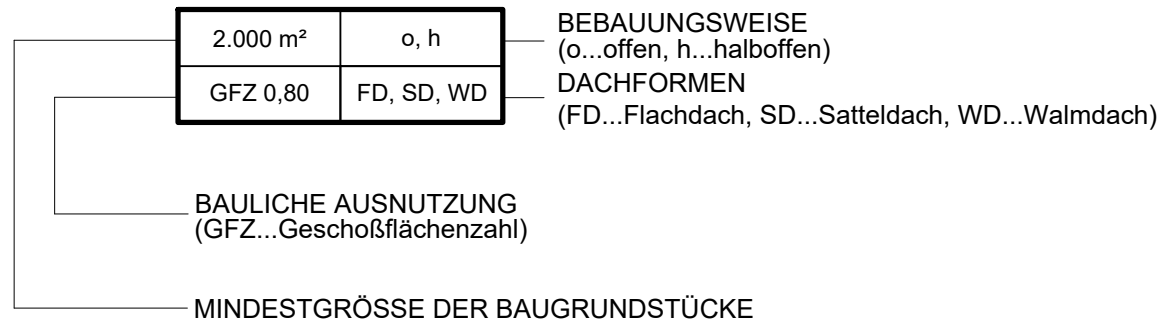 2.000 m²
o, h
BEBAUUNGSWEISE
(o...offen, h...halboffen)
GFZ 0,80
FD, SD, WD
DACHFORMEN
(FD...Flachdach, SD...Satteldach, WD...Walmdach)
BAULICHE AUSNUTZUNG
(GFZ...Geschoßflächenzahl)
MINDESTGRÖSSE DER BAUGRUNDSTÜCKE